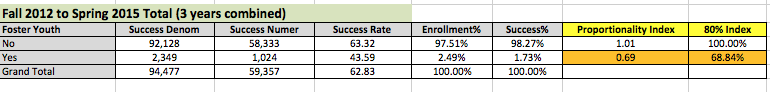 Fall 2012 to Spring 2015 Total (3 years combined)
Foster Youth Success Denom Success Numer Success Rate Enrollment% Success% Proportionality Index 80% Index
No 92,128 58,333 63.32 97.51% 98.27% 1.01 100.00%
Yes 2,349 1,024 43.59 2.49% 1.73% 0.69 68.84%
Grand Total 94,477 59,357 62.83 100.00% 100.00%